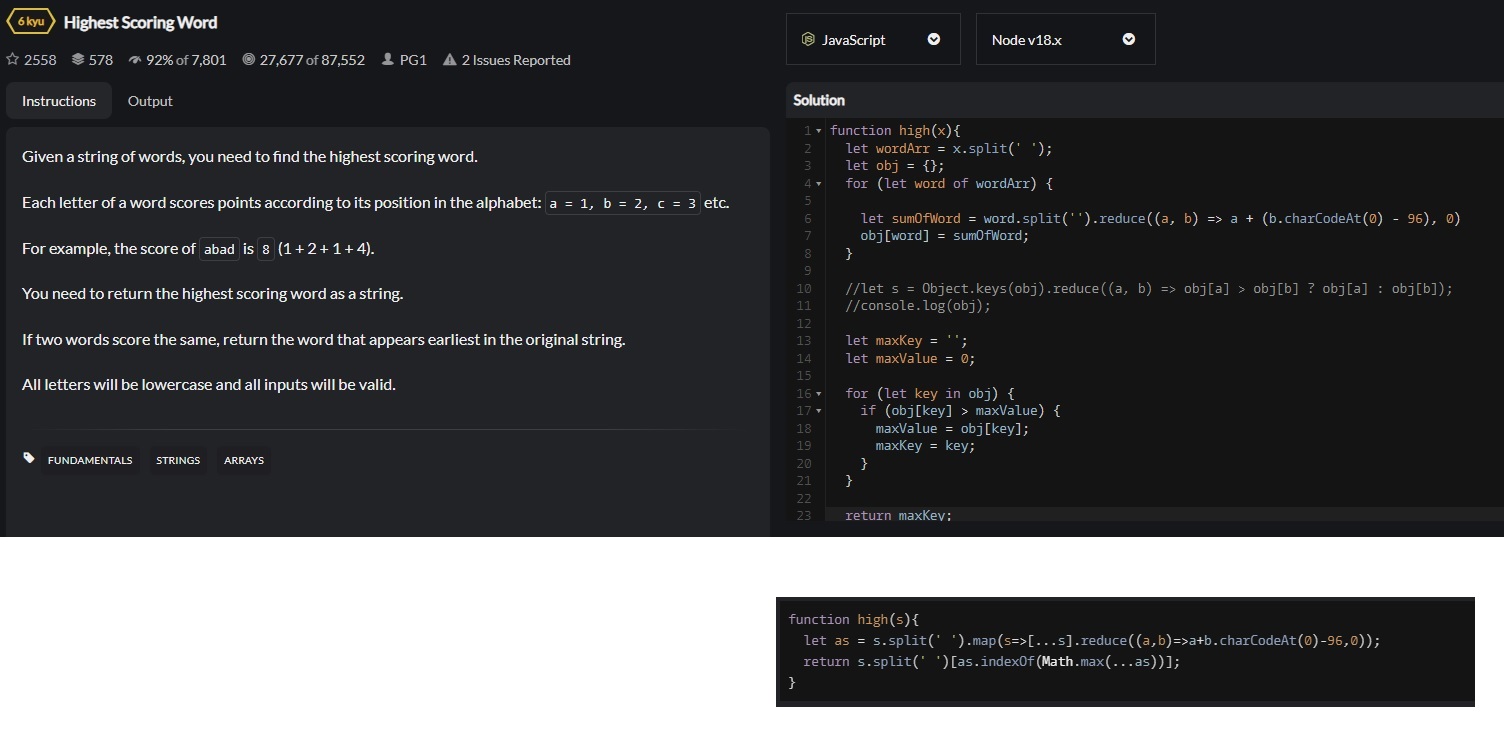 6 kyu Highest Scoring Word
2558 578 92% of 7,801 27,677 of 87,552 PG1 2 Issues Reported
Instructions Output
Given a string of words, you need to find the highest scoring word.
Each letter of a word scores points according to its position in the alphabet: a = 1, b = 2, c = 3 etc.
For example, the score of abad is 8 (1 + 2 + 1 + 4).
You need to return the highest scoring word as a string.
If two words score the same, return the word that appears earliest in the original string.
All letters will be lowercase and all inputs will be valid.
FUNDAMENTALS STRINGS ARRAYS
JavaScript Node v18.x
Solution
1 function high(x){
2 let wordArr = x.split(' ');
3 let obj = {};
4 for (let word of wordArr) {
5
6 let sumOfWord = word.split('').reduce((a, b) => a + (b.charCodeAt(0) - 96), 0)
7 obj[word] = sumOfWord;
8 }
9
10 //let s = Object.keys(obj).reduce((a, b) => obj[a] > obj[b] ? obj[a] : obj[b]);
11 //console.log(obj);
12
13 let maxKey = '';
14 let maxValue = 0;
15
16 for (let key in obj) {
17 if (obj[key] > maxValue) {
18 maxValue = obj[key];
19 maxKey = key;
20 }
21 }
22
23 return maxKey;
function high(s){
let as = s.split(' ').map(s=>[...s].reduce((a,b)=>a+b.charCodeAt(0)-96,0));
return s.split(' ')[as.indexOf(Math.max(...as))];
}